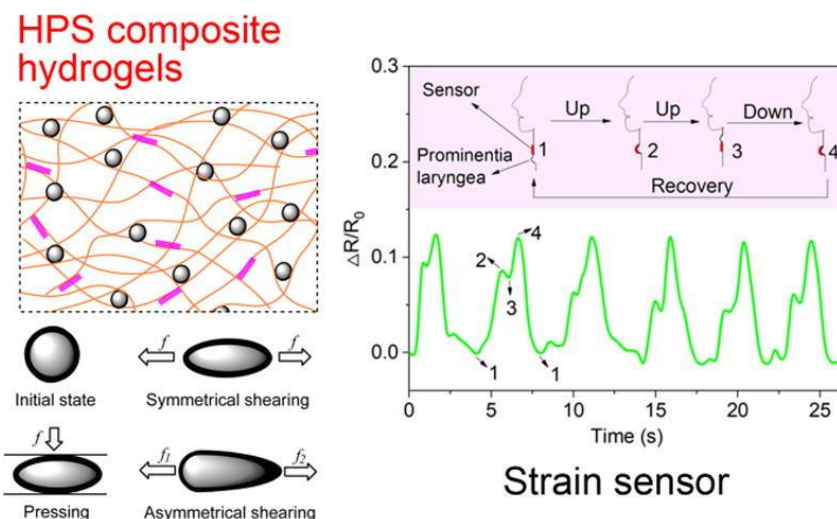 HPS composite
hydrogels
f
f
Initial state
Symmetrical shearing
f
f1
f2
Pressing
Asymmetrical shearing
0.3
0.2
0.1
0.0
ΔR/R0
Sensor
Prominentia
laryngea
Up
Up
Down
1
2
3
4
Recovery
2
4
3
1
1
0
5
10
15
20
25
Time (s)
Strain sensor